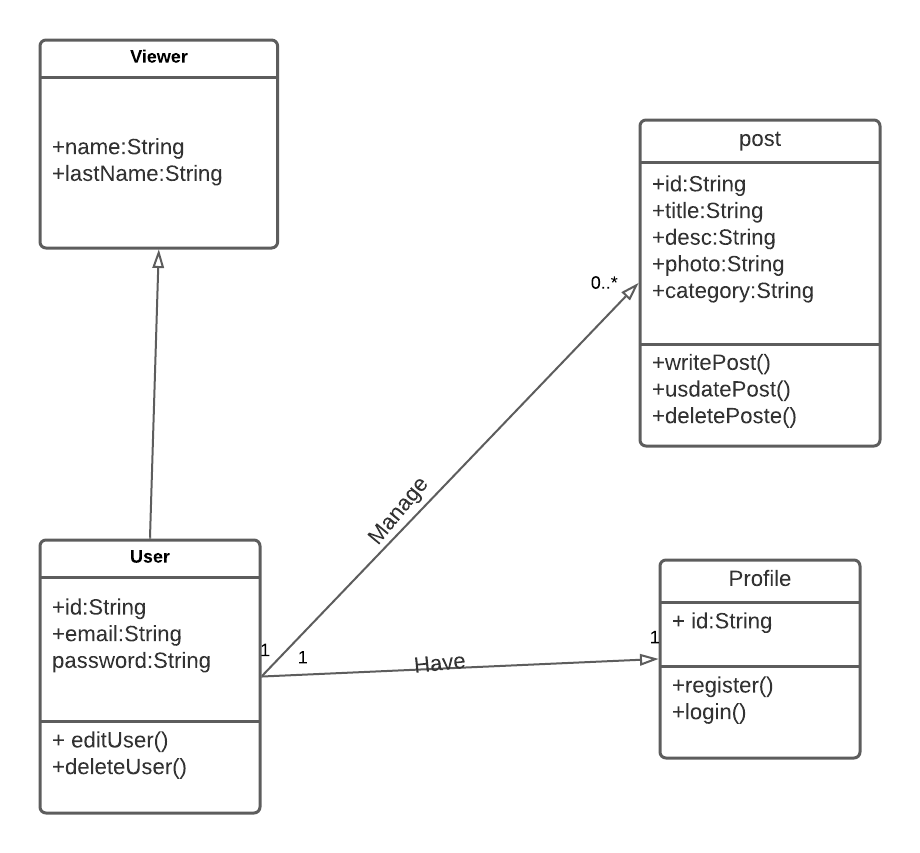 Viewer
+name:String
+lastName:String
post
+id:String
+title:String
+desc:String
+photo:String
+category:String
+writePost()
+usdatePost()
+deletePoste()
0..*
Manage
User
+id:String
+email:String
password:String
+ editUser()
+deleteUser()
1
1
Have
1
Profile
+ id:String
+register()
+login()